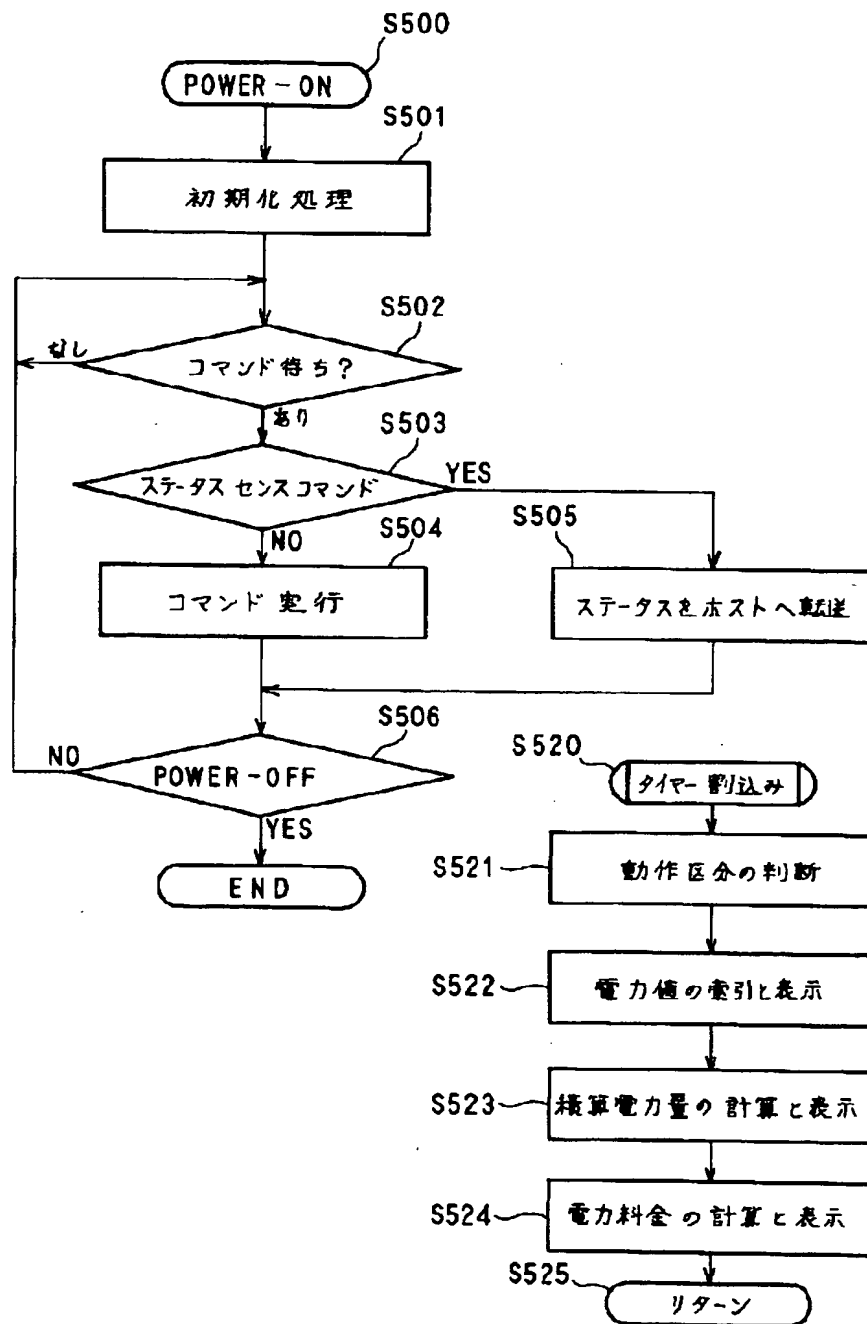 S500
POWER-ON
S501
初期化処理
S502
なし
コマンド待ち?
あり
S503
ステータスセンスコマンド
YES
NO
S504
S505
コマンド実行
ステータスをホストへ転送
S506
NO
POWER-OFF
YES
END
S520
タイマー割込み
S521
動作区分の判断
S522
電力値の索引と表示
S523
積算電力量の計算と表示
S524
電力料金の計算と表示
S525
リターン